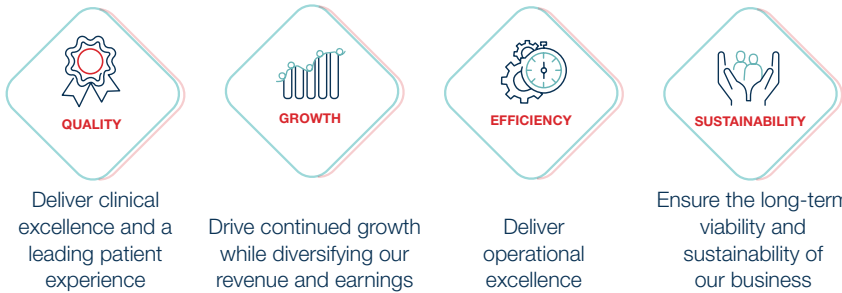 QUALITY
Deliver clinical
excellence and a
leading patient
experience
GROWTH
Drive continued growth
while diversifying our
revenue and earnings
EFFICIENCY
Deliver
operational
excellence
SUSTAINABILITY
Ensure the long-term
viability and
sustainability of
our business